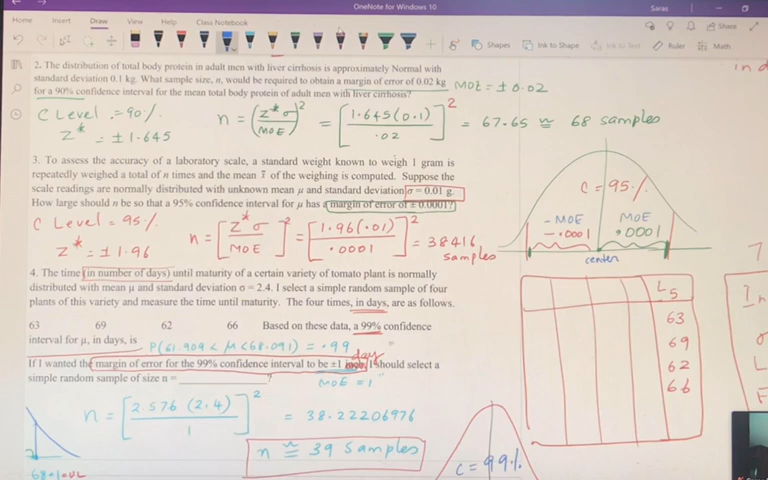 OneNote for Windows 10
Saras
Home Insert Draw View Help Class Notebook
Share
Shapes Ink to Shape Ink to Text Ruler Math
in d
2. The distribution of total body protein in adult men with liver cirrhosis is approximately Normal with
standard deviation 0.1 kg. What sample size, n, would be required to obtain a margin of error of 0.02 kg
MOE = ± 0.02
for a 90% confidence interval for the mean total body protein of adult men with liver cirrhosis?
C Level = 90 %
Z* = ± 1.645
n = (Z* σ / MOE)² = [1.645(0.1) / .02]² = 67.65 ≅ 68 samples
3. To assess the accuracy of a laboratory scale, a standard weight known to weigh 1 gram is
repeatedly weighed a total of n times and the mean x̄ of the weighing is computed. Suppose the
scale readings are normally distributed with unknown mean μ and standard deviation σ = 0.01 g.
How large should n be so that a 95% confidence interval for μ has a margin of error of ± 0.0001?
C Level = 95 %
Z* = ± 1.96
n = [Z* σ / MOE]² = [1.96(.01) / .0001]² = 38416
samples
C = 95 %
- MOE MOE
- .0001 .0001
center
4. The time (in number of days) until maturity of a certain variety of tomato plant is normally
distributed with mean μ and standard deviation σ = 2.4. I select a simple random sample of four
plants of this variety and measure the time until maturity. The four times, in days, are as follows.
63 69 62 66 Based on these data, a 99% confidence
interval for μ, in days, is P(61.909 < μ < 68.091) = .99
day
If I wanted the margin of error for the 99% confidence interval to be ±1 inch, I should select a
simple random sample of size n =
MOE = 1
n = [2.576 (2.4) / 1]² = 38.22206976
n ≅ 39 samples
C = 99 %
L5
63
69
62
66